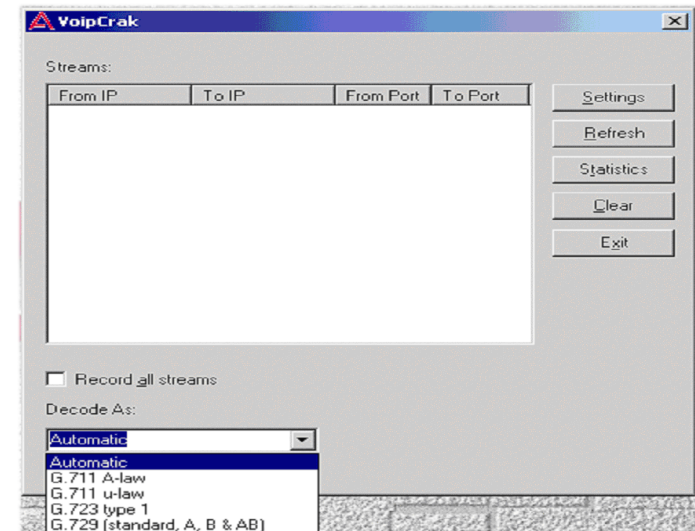 VoipCrak
Streams:
From IP To IP From Port To Port
Settings
Refresh
Statistics
Clear
Exit
Record all streams
Decode As:
Automatic
Automatic
G.711 A-law
G.711 u-law
G.723 type 1
G.729 (standard, A, B & AB)